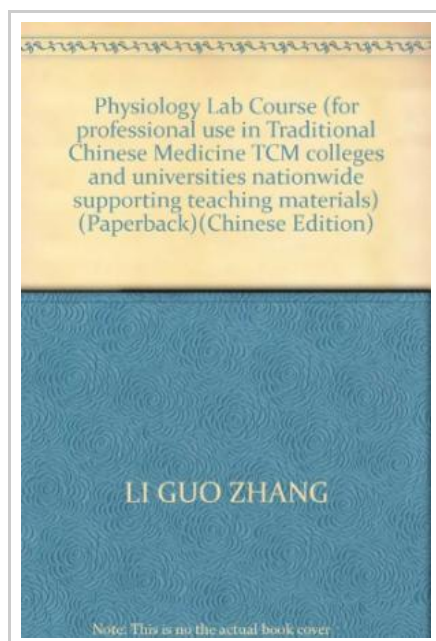 Physiology Lab Course (for
professional use in Traditional
Chinese Medicine TCM colleges
and universities nationwide
supporting teaching materials)
(Paperback)(Chinese Edition)
LI GUO ZHANG
Note: This is no the actual book cover